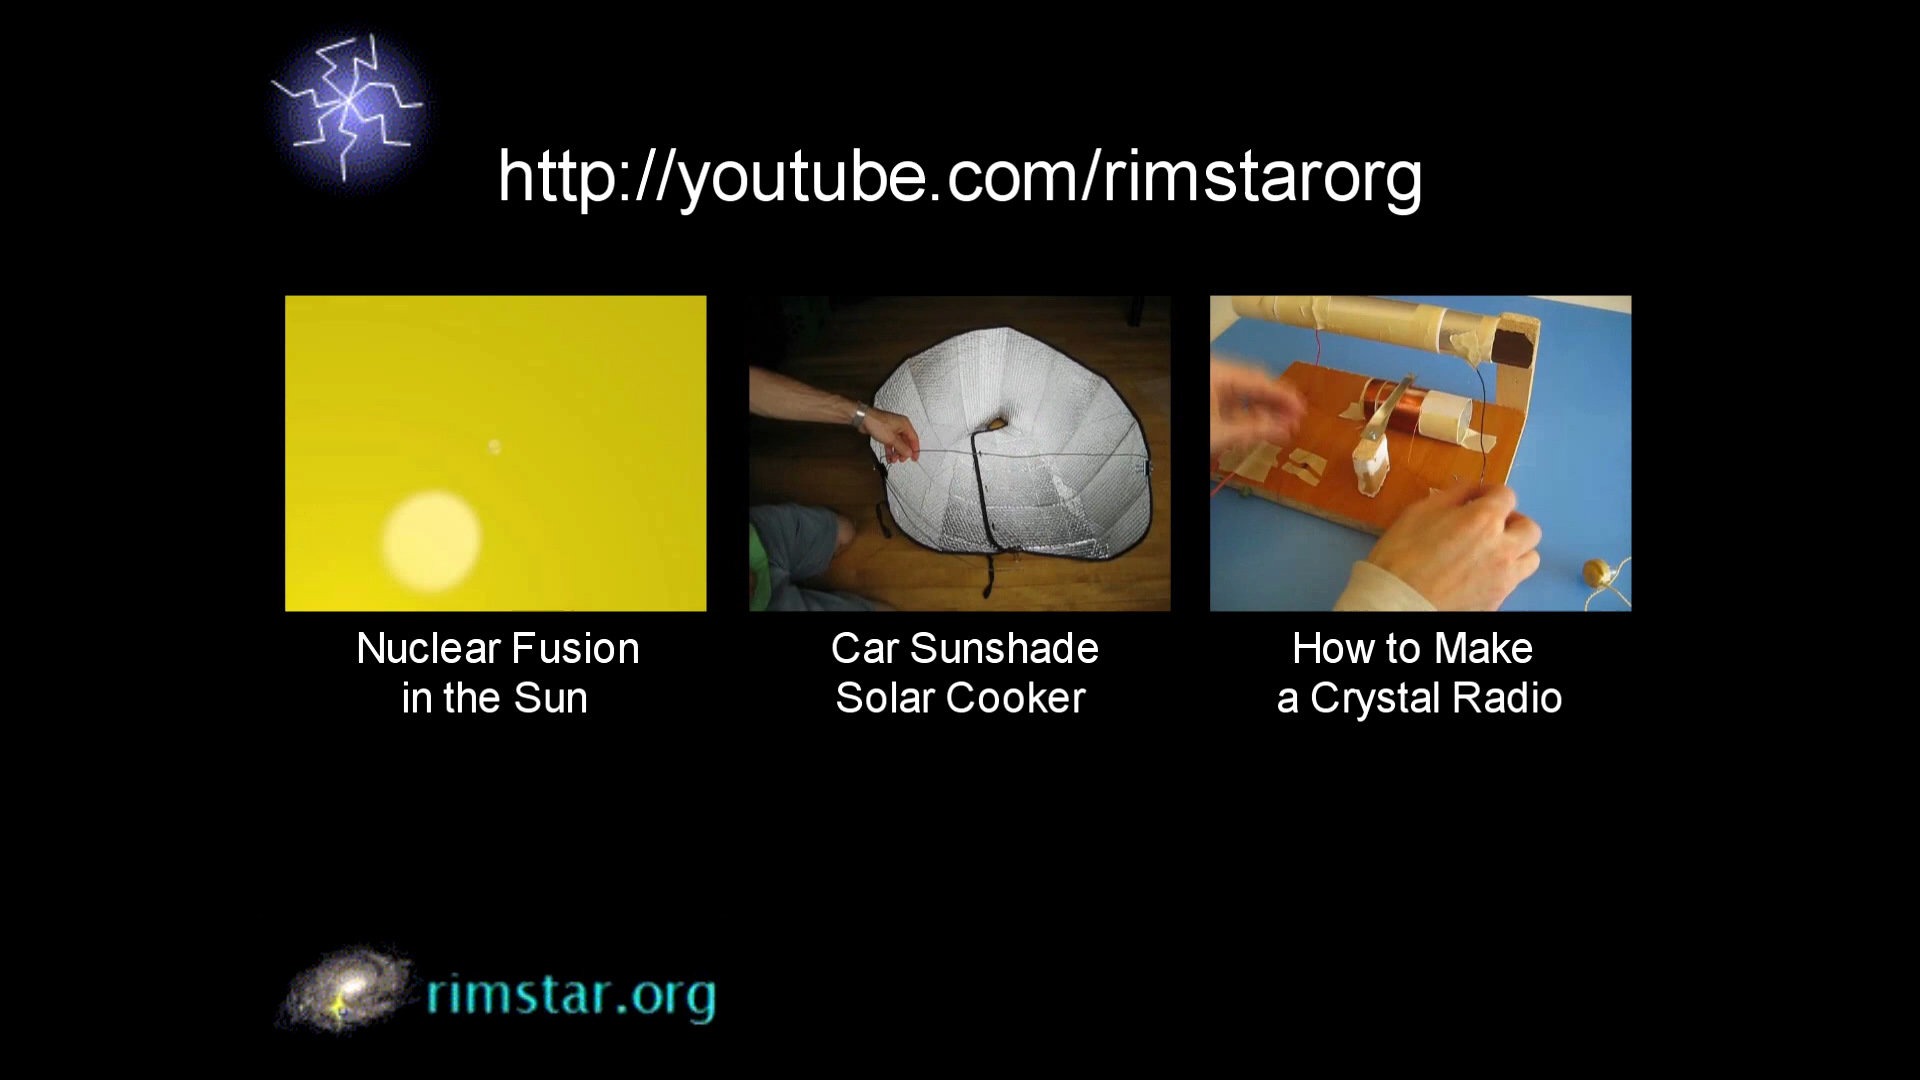 http://youtube.com/rimstarorg
Nuclear Fusion
in the Sun
Car Sunshade
Solar Cooker
How to Make
a Crystal Radio
rimstar.org